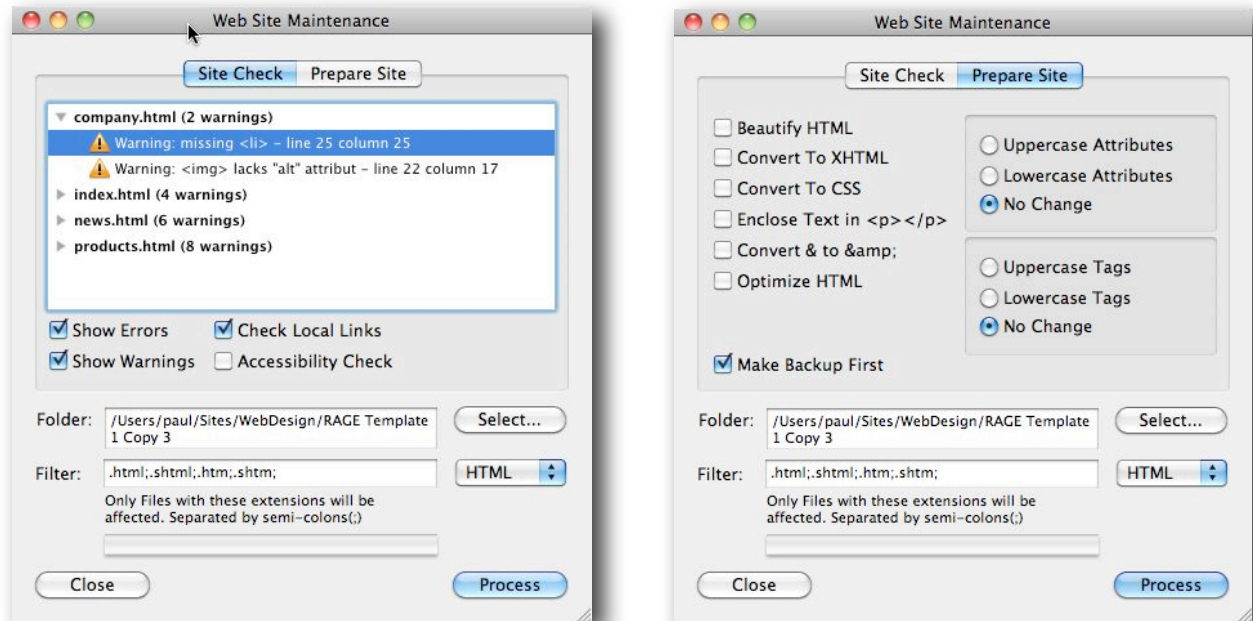 Web Site Maintenance
Site Check Prepare Site
company.html (2 warnings)
Warning: missing <li> - line 25 column 25
Warning: <img> lacks "alt" attribut - line 22 column 17
index.html (4 warnings)
news.html (6 warnings)
products.html (8 warnings)
Show Errors Check Local Links
Show Warnings Accessibility Check
Folder: /Users/paul/Sites/WebDesign/RAGE Template
1 Copy 3
Select...
Filter: .html;.shtml;.htm;.shtm; HTML
Only Files with these extensions will be
affected. Separated by semi-colons(;)
Close Process
Web Site Maintenance
Site Check Prepare Site
Beautify HTML
Convert To XHTML
Convert To CSS
Enclose Text in <p></p>
Convert & to &amp;
Optimize HTML
Make Backup First
Uppercase Attributes
Lowercase Attributes
No Change
Uppercase Tags
Lowercase Tags
No Change
Folder: /Users/paul/Sites/WebDesign/RAGE Template
1 Copy 3
Select...
Filter: .html;.shtml;.htm;.shtm; HTML
Only Files with these extensions will be
affected. Separated by semi-colons(;)
Close Process